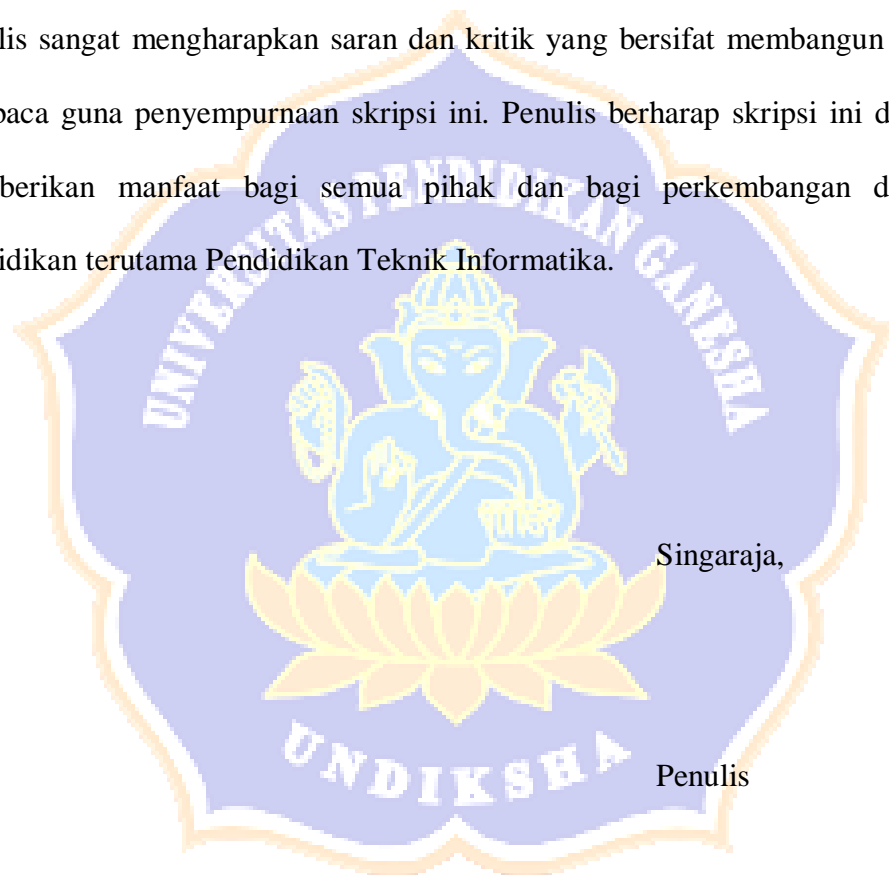 lis sangat mengharapkan saran dan kritik yang bersifat membangun
baca guna penyempurnaan skripsi ini. Penulis berharap skripsi ini d
berikan manfaat bagi semua pihak dan bagi perkembangan d
idikan terutama Pendidikan Teknik Informatika.
UNIVERSITAS PENDIDIKAN GANESHA
Singaraja,
UNDIKSHA
Penulis